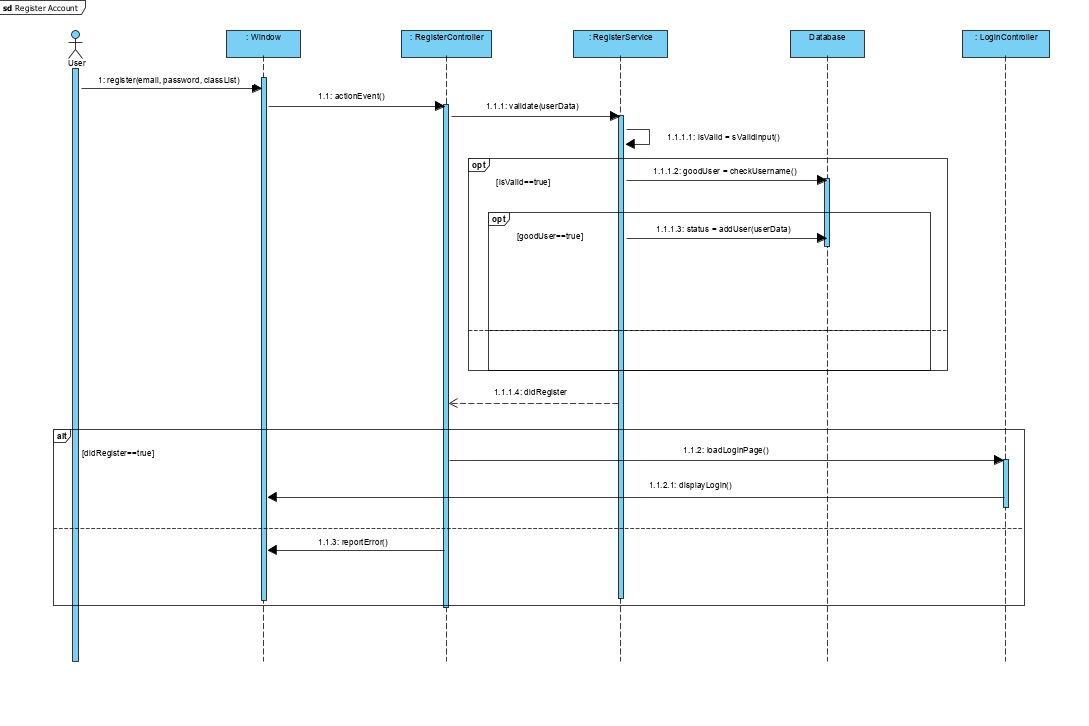 sd Register Account
: Window
: RegisterController
: RegisterService
Database
: LoginController
User
1: register(email, password, classList)
1.1: actionEvent()
1.1.1: validate(userData)
1.1.1.1: isValid = sValidInput()
opt
[isValid==true]
1.1.1.2: goodUser = checkUsername()
opt
[goodUser==true]
1.1.1.3: status = addUser(userData)
1.1.1.4: didRegister
alt
[didRegister==true]
1.1.2: loadLoginPage()
1.1.2.1: displayLogin()
1.1.3: reportError()